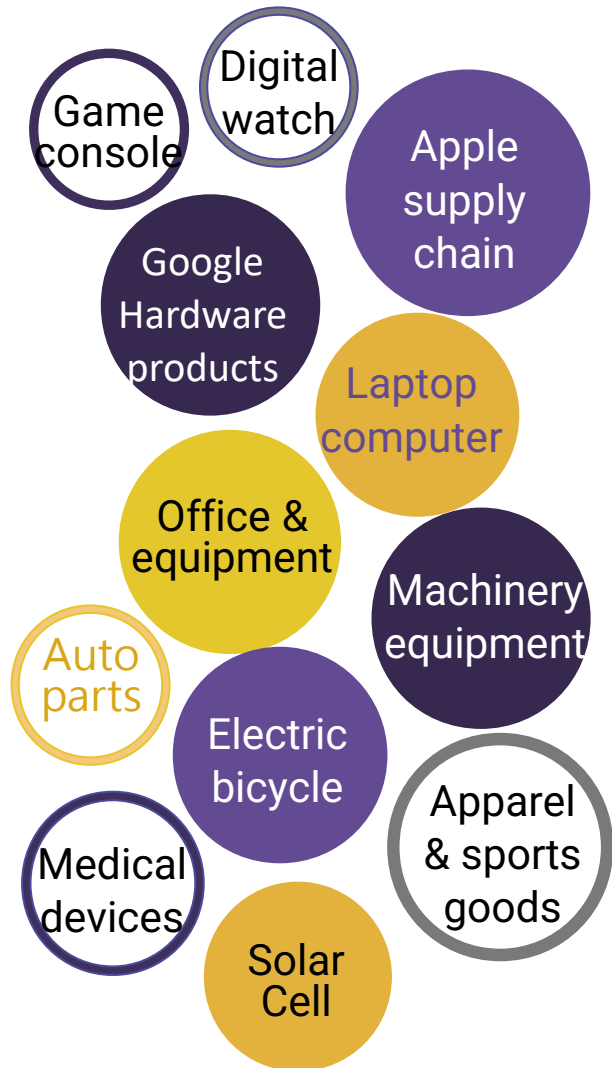 Digital
watch
Game
console
Apple
supply
chain
Google
Hardware
products
Laptop
computer
Office &
equipment
Machinery
equipment
Auto
parts
Electric
bicycle
Apparel
& sports
goods
Medical
devices
Solar
Cell